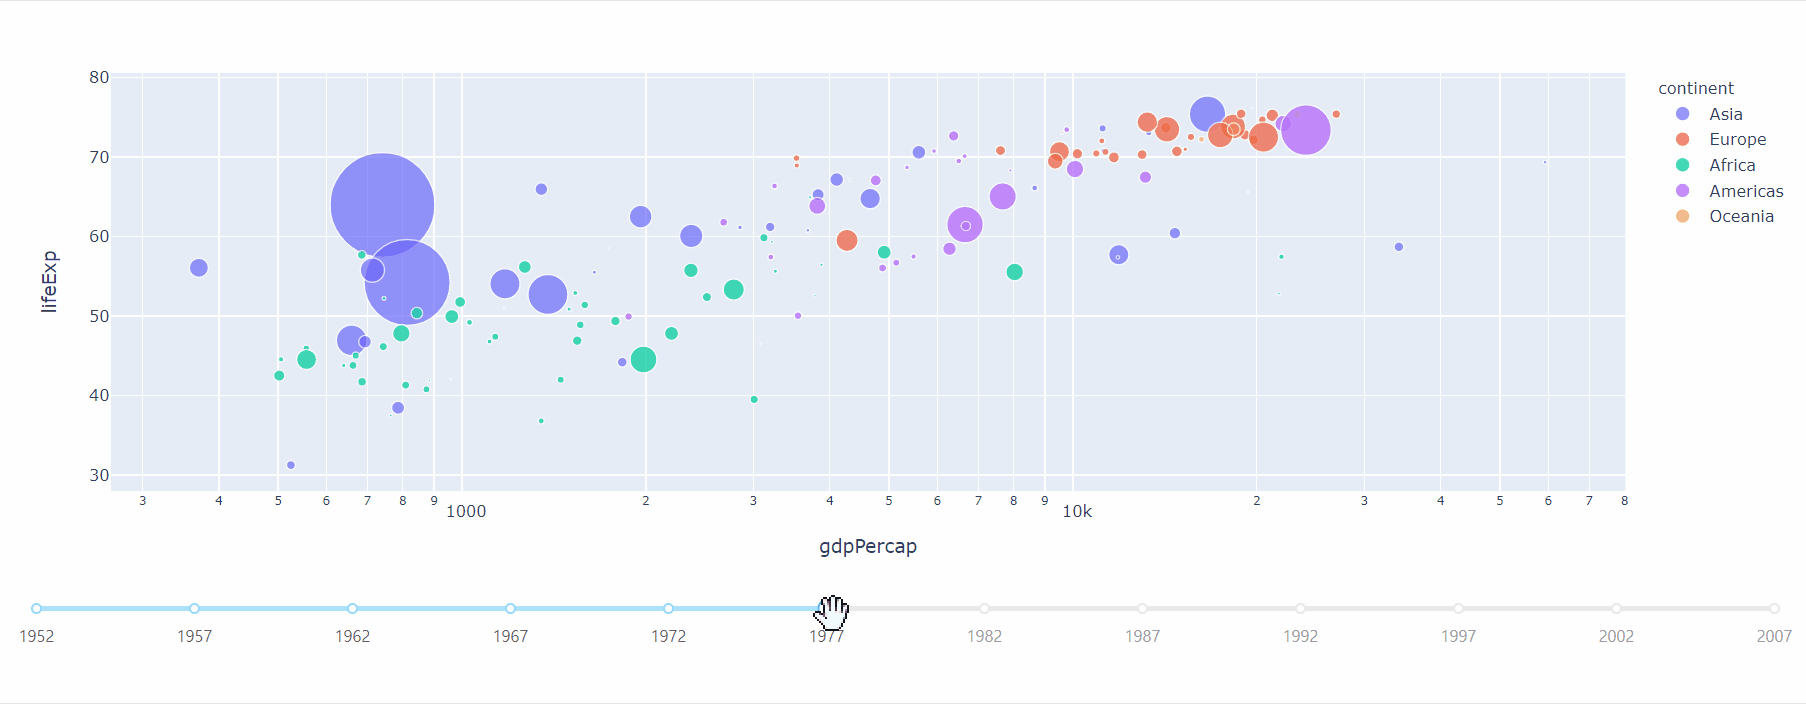 continent
Asia
Europe
Africa
Americas
Oceania
80
70
60
50
40
30
lifeExp
3 4 5 6 7 8 9 1000 2 3 4 5 6 7 8 9 10k 2 3 4 5 6 7 8
gdpPercap
1952 1957 1962 1967 1972 1977 1982 1987 1992 1997 2002 2007